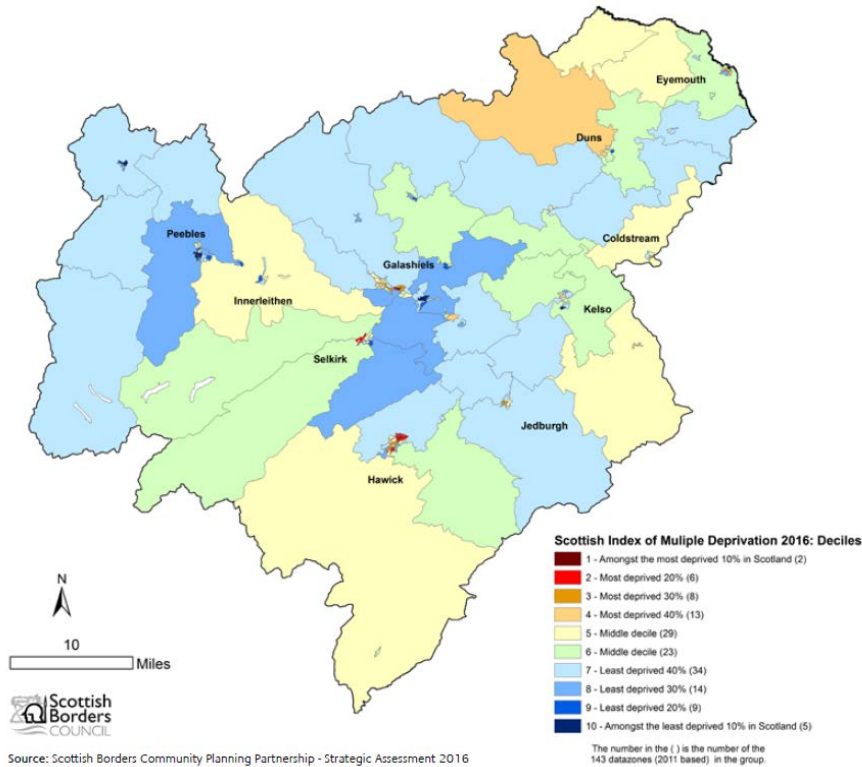 Eyemouth
Duns
Peebles
Coldstream
Galashiels
Innerleithen
Kelso
Selkirk
Jedburgh
Hawick
Scottish Index of Muliple Deprivation 2016: Deciles
1 - Amongst the most deprived 10% in Scotland (2)
2 - Most deprived 20% (6)
3 - Most deprived 30% (8)
4 - Most deprived 40% (13)
5 - Middle decile (29)
6 - Middle decile (23)
7 - Least deprived 40% (34)
8 - Least deprived 30% (14)
9 - Least deprived 20% (9)
10 - Amongst the least deprived 10% in Scotland (5)
The number in the ( ) is the number of the
143 datazones (2011 based) in the group.
N
10
Miles
Scottish
Borders
COUNCIL
Source: Scottish Borders Community Planning Partnership - Strategic Assessment 2016